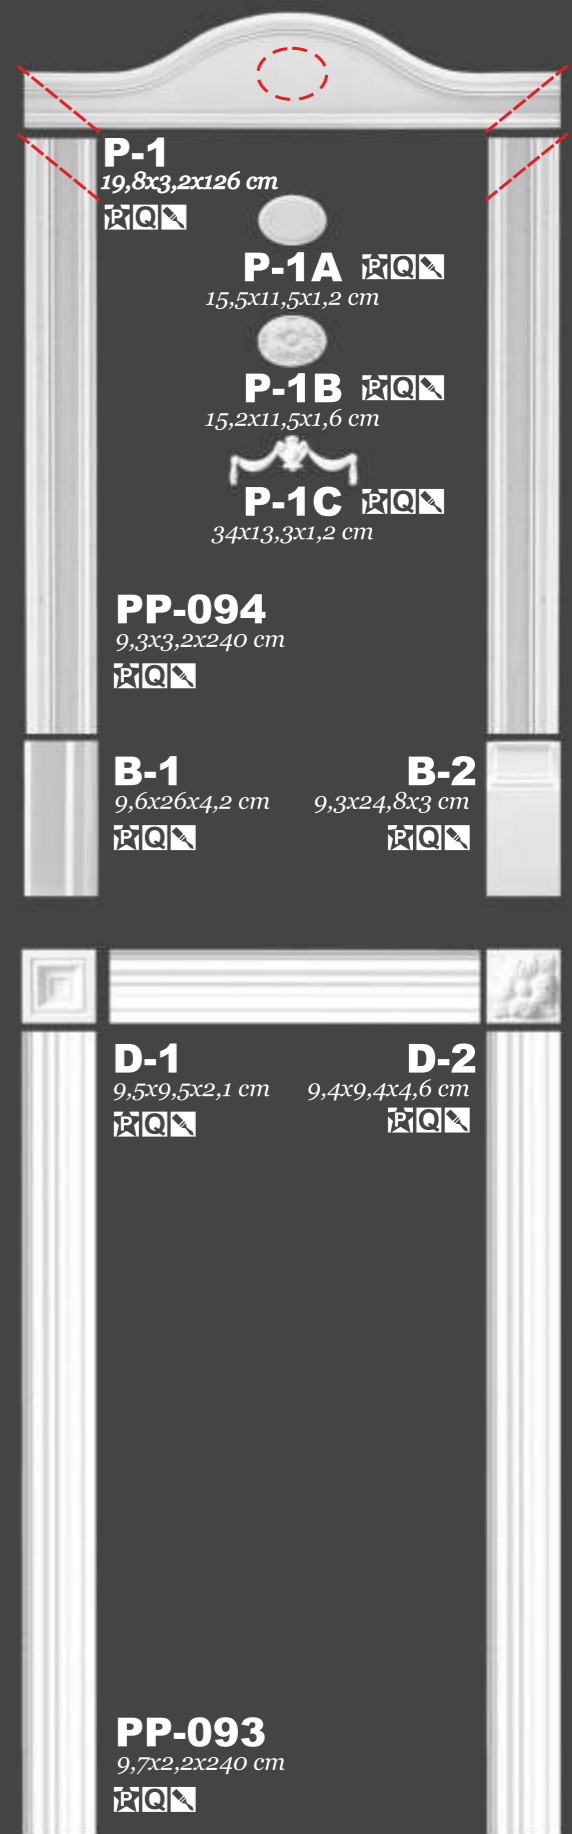 P-1
19,8x3,2x126 cm
P Q
P-1A P Q
15,5x11,5x1,2 cm
P-1B P Q
15,2x11,5x1,6 cm
P-1C P Q
34x13,3x1,2 cm
PP-094
9,3x3,2x240 cm
P Q
B-1
9,6x26x4,2 cm
P Q
B-2
9,3x24,8x3 cm
P Q
D-1
9,5x9,5x2,1 cm
P Q
D-2
9,4x9,4x4,6 cm
P Q
PP-093
9,7x2,2x240 cm
P Q